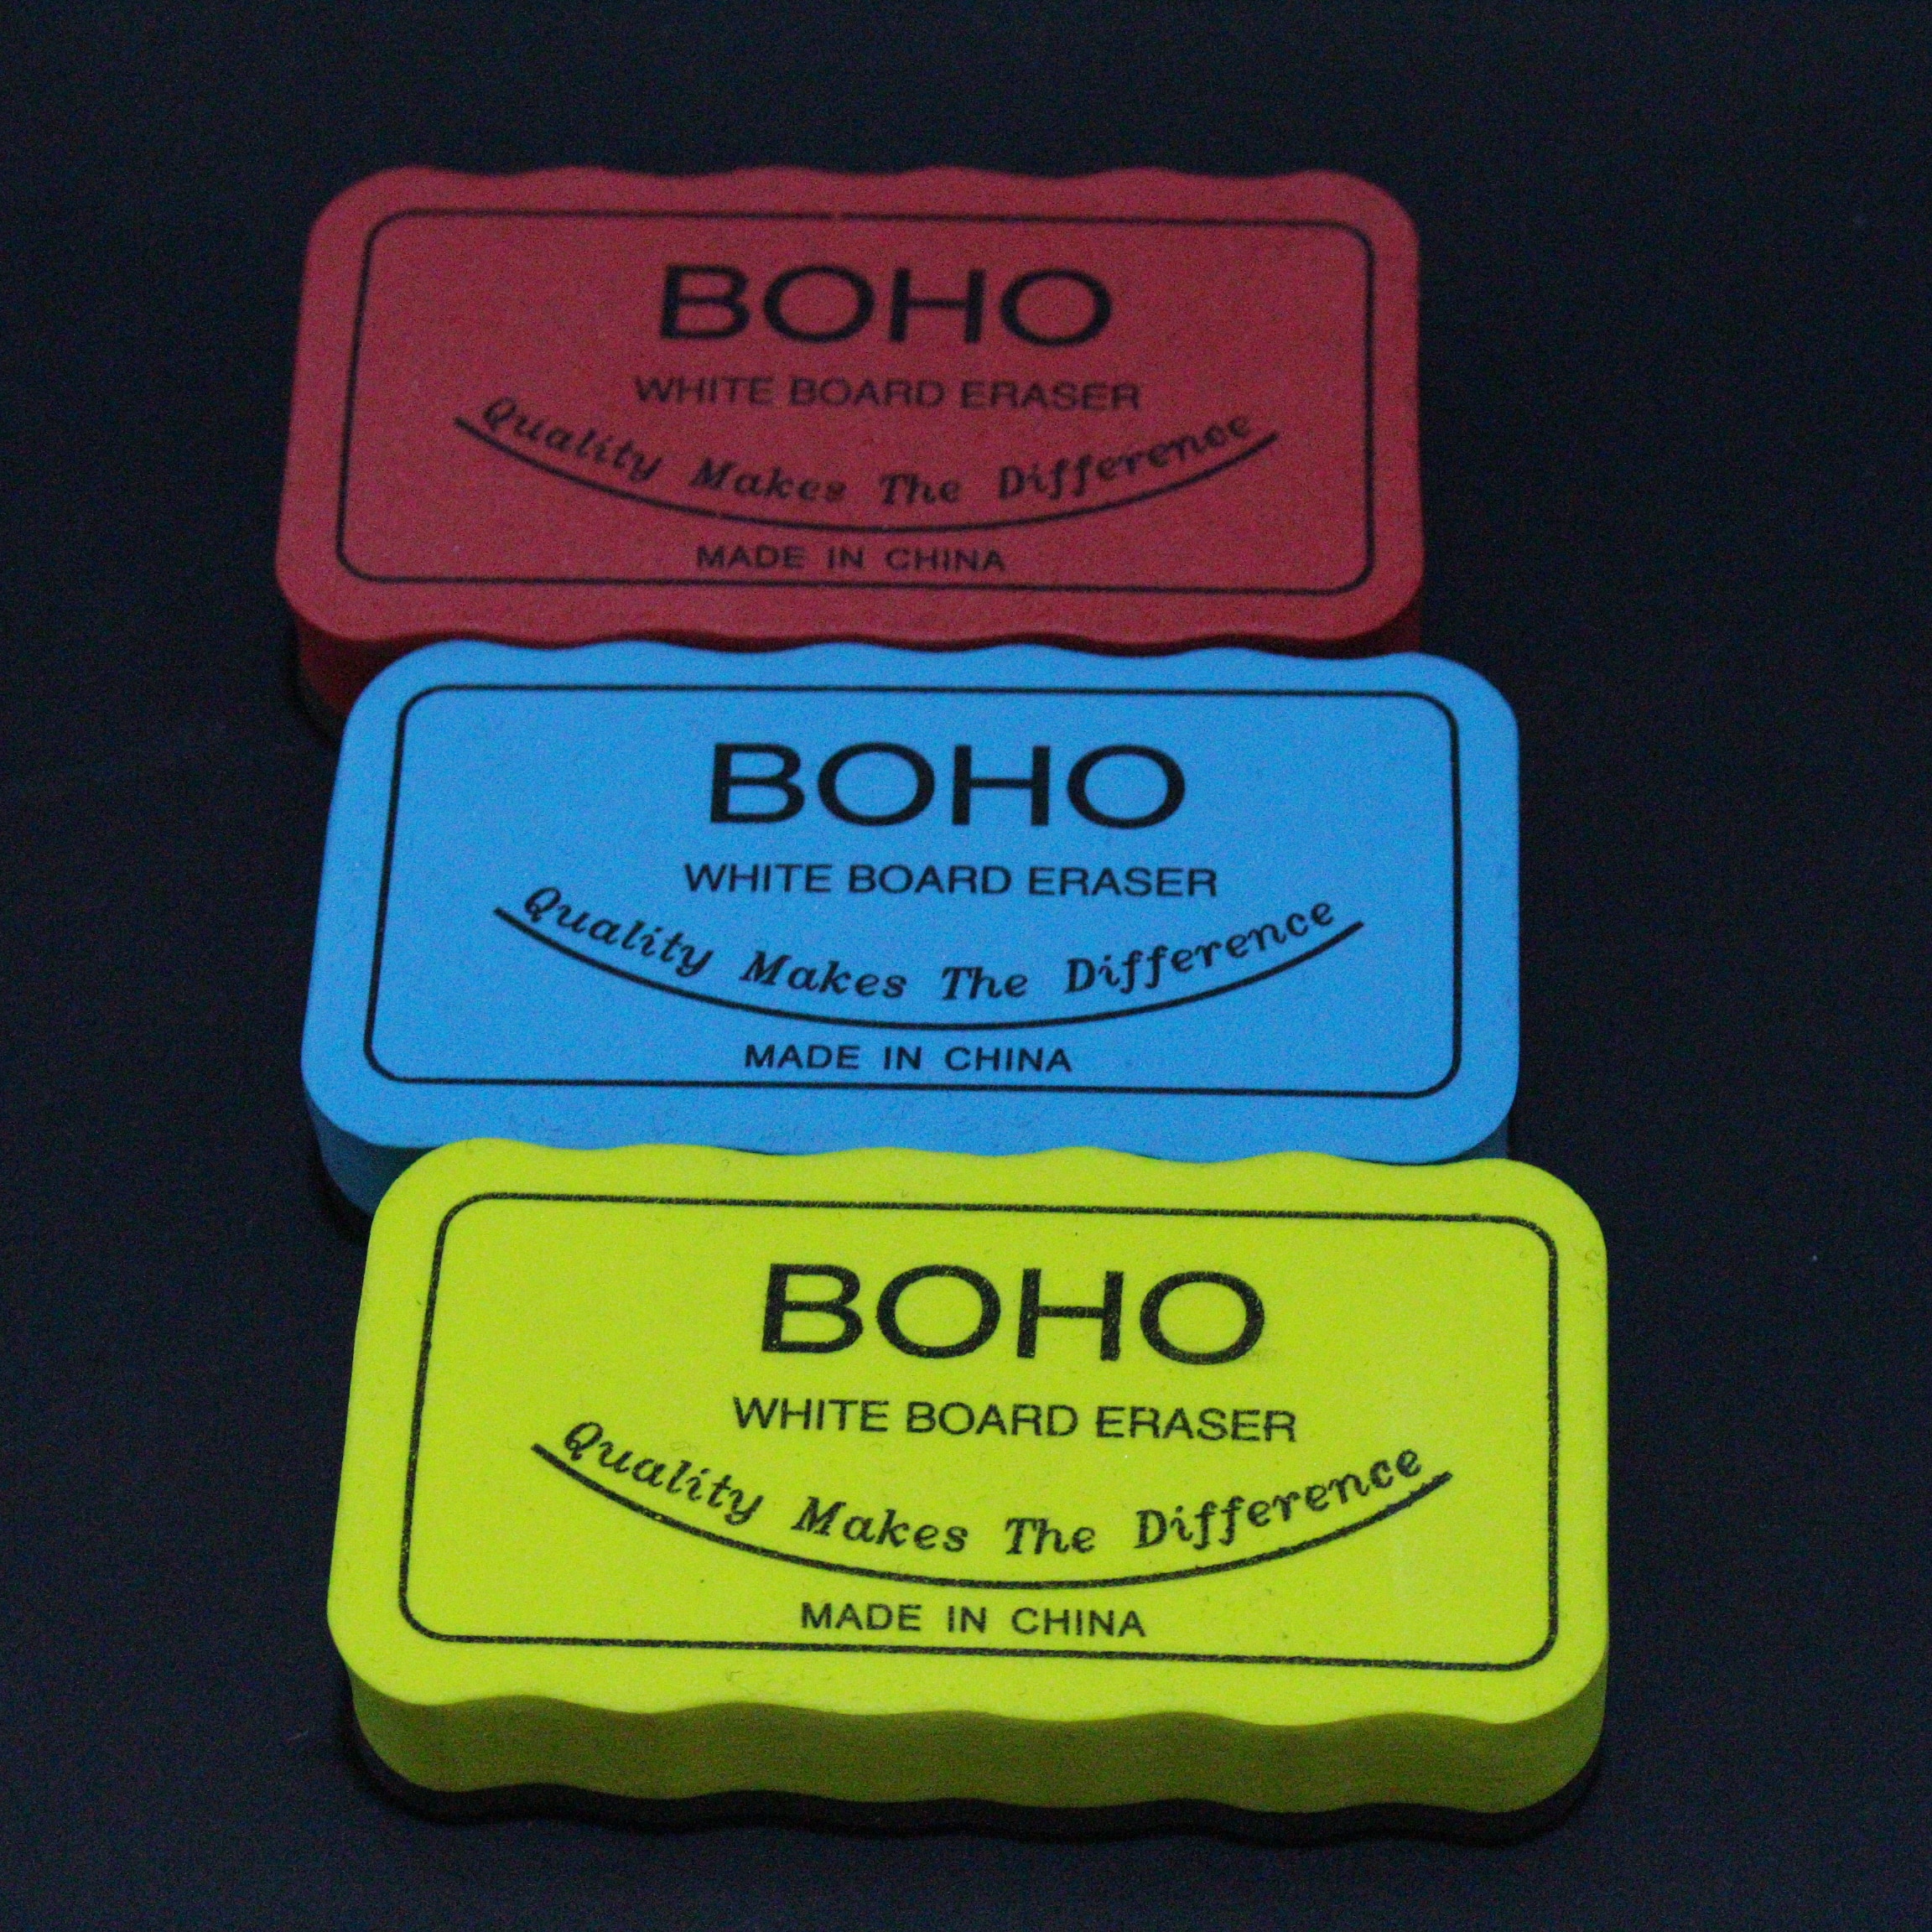 BOHO
WHITE BOARD ERASER
Quality Makes The Difference
MADE IN CHINA
BOHO
WHITE BOARD ERASER
Quality Makes The Difference
MADE IN CHINA
BOHO
WHITE BOARD ERASER
Quality Makes The Difference
MADE IN CHINA